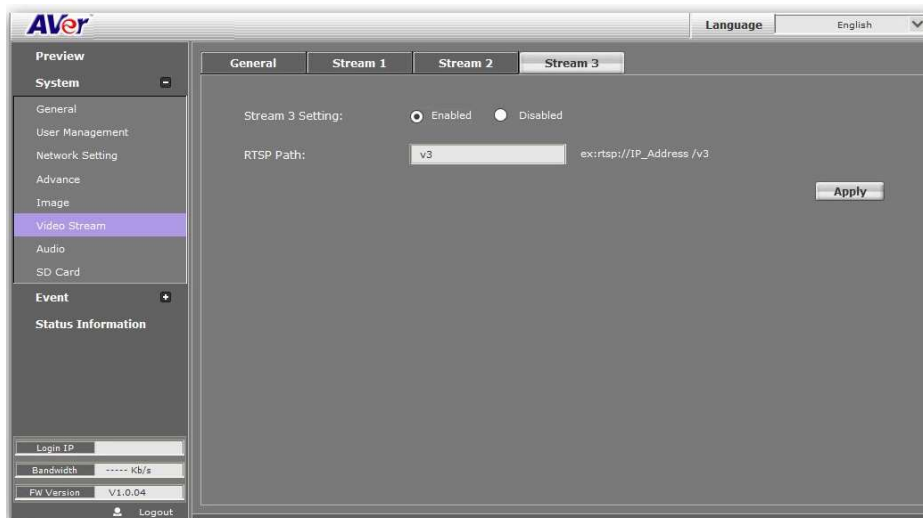 AVer
Language English
Preview
System
General
User Management
Network Setting
Advance
Image
Video Stream
Audio
SD Card
Event
Status Information
Login IP
Bandwidth ----- Kb/s
FW Version V1.0.04
Logout
General Stream 1 Stream 2 Stream 3
Stream 3 Setting: Enabled Disabled
RTSP Path: v3 ex:rtsp://IP_Address /v3
Apply